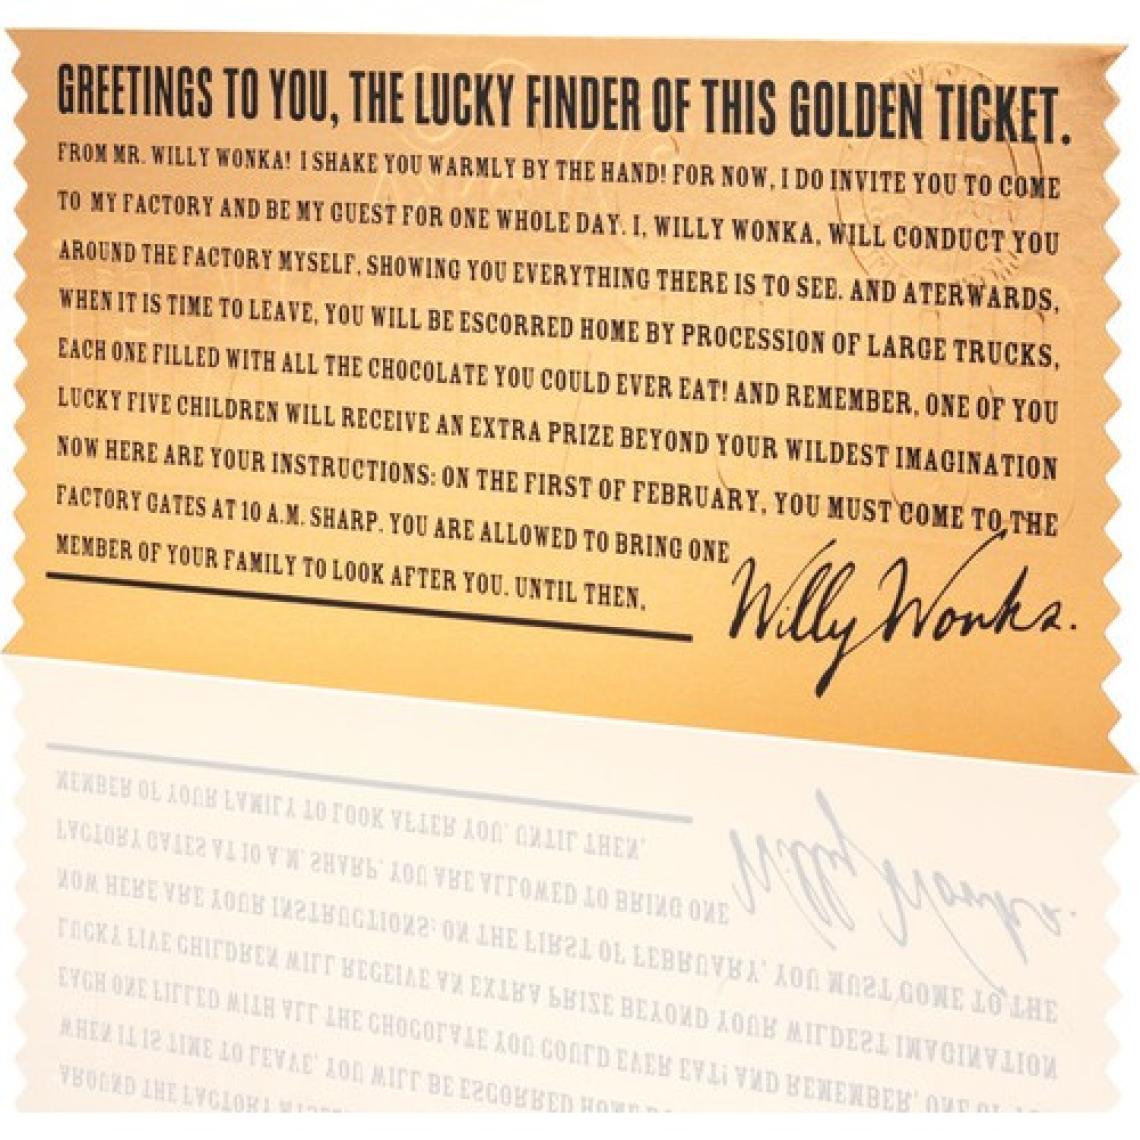 GREETINGS TO YOU, THE LUCKY FINDER OF THIS GOLDEN TICKET.
FROM MR. WILLY WONKA! I SHAKE YOU WARMLY BY THE HAND! FOR NOW, I DO INVITE YOU TO COME
TO MY FACTORY AND BE MY GUEST FOR ONE WHOLE DAY. I, WILLY WONKA, WILL CONDUCT YOU
AROUND THE FACTORY MYSELF, SHOWING YOU EVERYTHING THERE IS TO SEE. AND ATERWARDS,
WHEN IT IS TIME TO LEAVE, YOU WILL BE ESCORRED HOME BY PROCESSION OF LARGE TRUCKS,
EACH ONE FILLED WITH ALL THE CHOCOLATE YOU COULD EVER EAT! AND REMEMBER, ONE OF YOU
LUCKY FIVE CHILDREN WILL RECEIVE AN EXTRA PRIZE BEYOND YOUR WILDEST IMAGINATION
NOW HERE ARE YOUR INSTRUCTIONS: ON THE FIRST OF FEBRUARY, YOU MUST COME TO THE
FACTORY GATES AT 10 A.M. SHARP. YOU ARE ALLOWED TO BRING ONE
MEMBER OF YOUR FAMILY TO LOOK AFTER YOU. UNTIL THEN,
Willy Wonka.